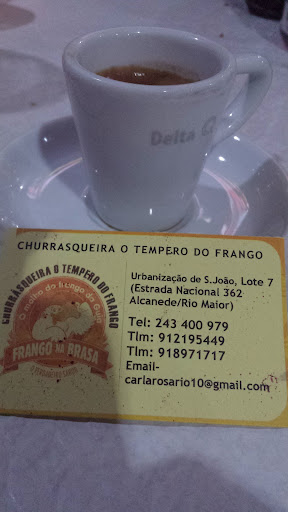 Delta Q
CHURRASQUEIRA O TEMPERO DO FRANGO
CHURRASQUEIRA O TEMPERO DO FRANGO
FRANGO NA BRASA
Urbanização de S.João, Lote 7
(Estrada Nacional 362
Alcanede/Rio Maior)
Tel: 243 400 979
Tlm: 912195449
Tlm: 918971717
Email-
carlarosario10@gmail.com